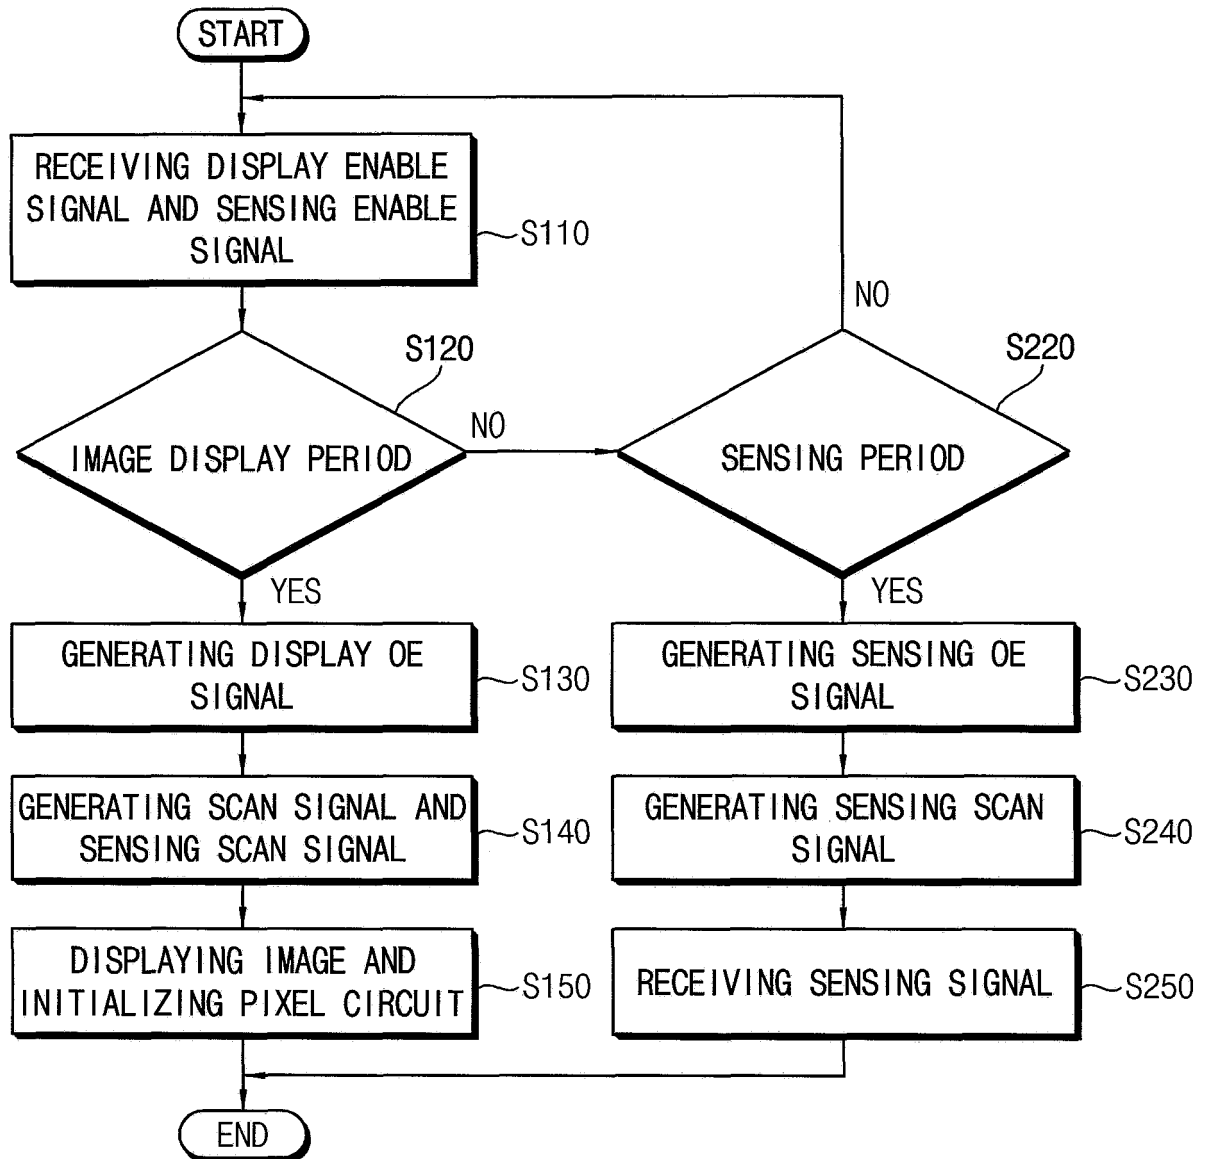 START
RECEIVING DISPLAY ENABLE
SIGNAL AND SENSING ENABLE
SIGNAL
S110
NO
S120
IMAGE DISPLAY PERIOD
NO
S220
SENSING PERIOD
YES
YES
GENERATING DISPLAY OE
SIGNAL
S130
GENERATING SENSING OE
SIGNAL
S230
GENERATING SCAN SIGNAL AND
SENSING SCAN SIGNAL
S140
GENERATING SENSING SCAN
SIGNAL
S240
DISPLAYING IMAGE AND
INITIALIZING PIXEL CIRCUIT
S150
RECEIVING SENSING SIGNAL
S250
END